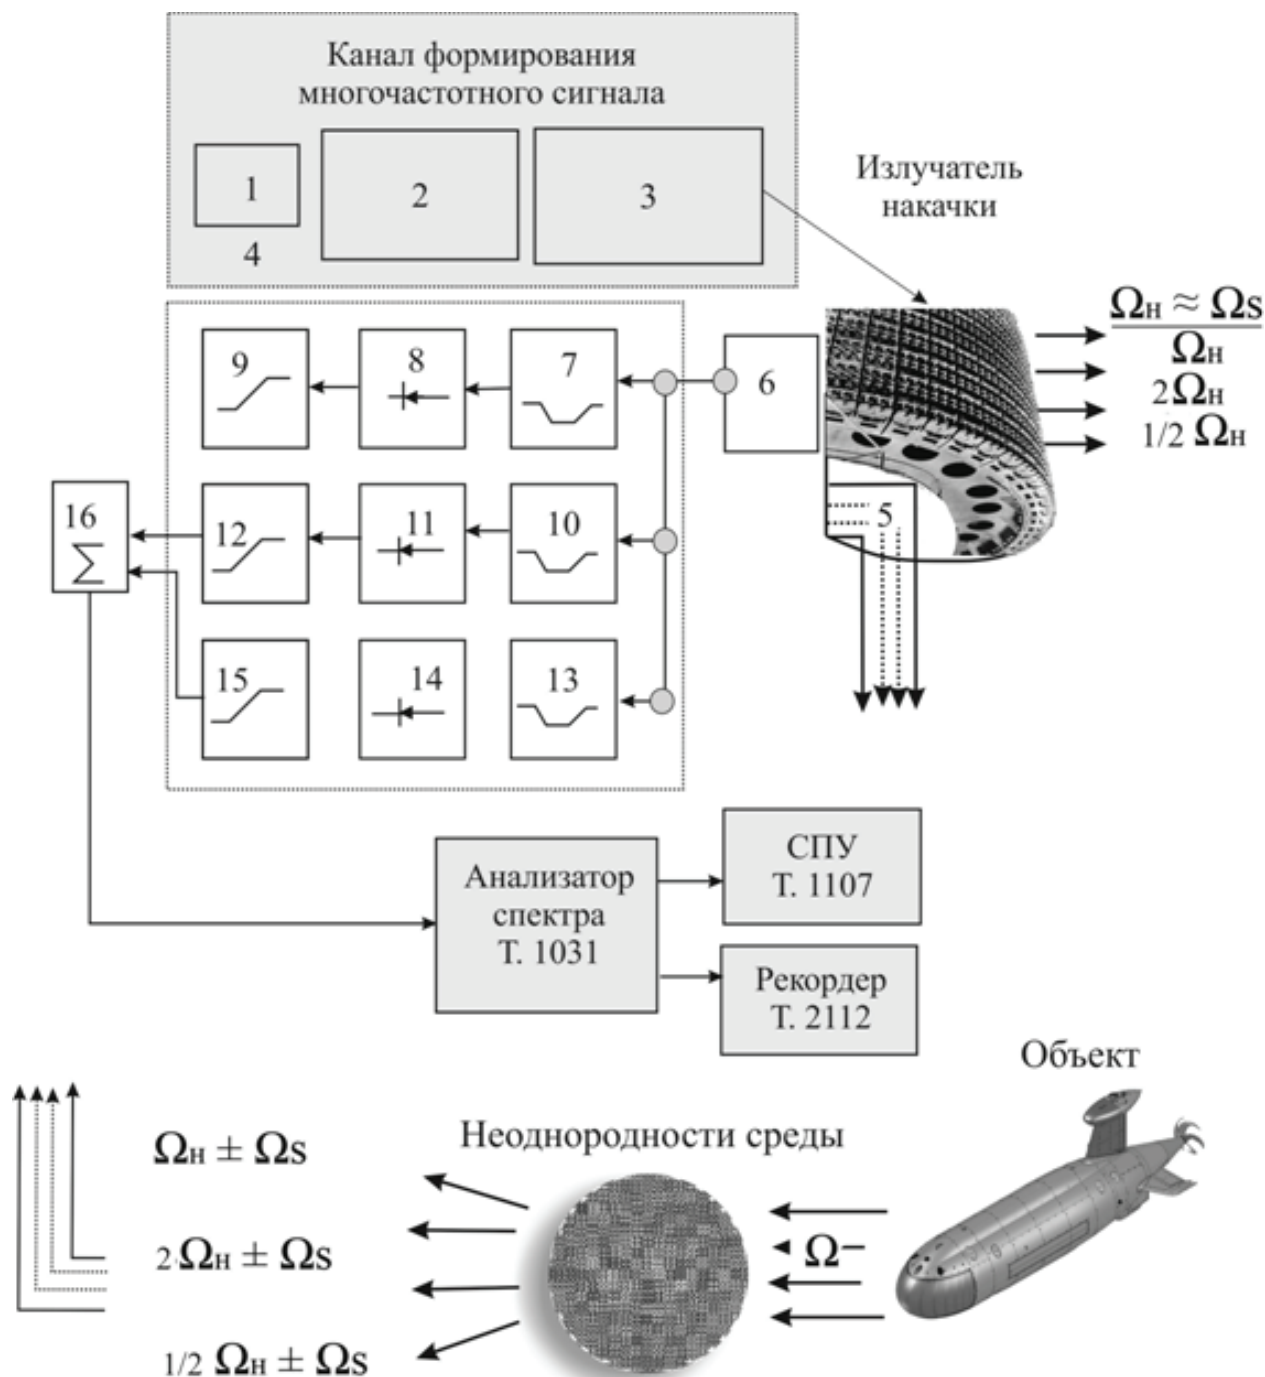 Канал формирования
многочастотного сигнала
1
2
3
4
Излучатель
накачки
Ωн ≈ Ωs
Ωн
2Ωн
1/2 Ωн
9
8
7
6
5
16
Σ
12
11
10
15
14
13
Анализатор
спектра
Т. 1031
СПУ
Т. 1107
Рекордер
Т. 2112
Объект
Неоднородности среды
Ωн ± Ωs
2·Ωн ± Ωs
1/2 Ωн ± Ωs
Ω–